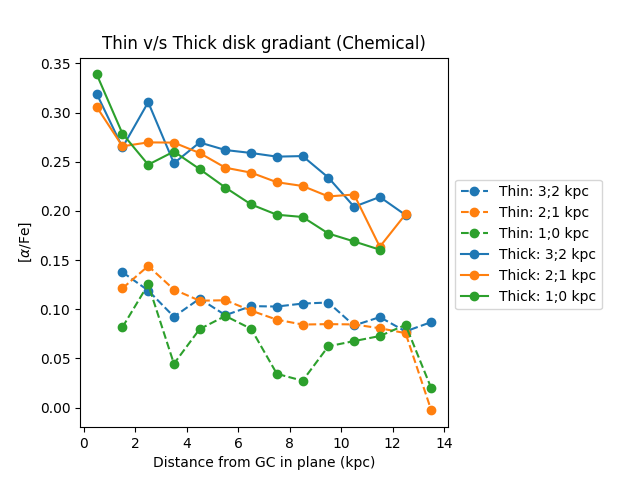 Thin v/s Thick disk gradiant (Chemical)
0.35
0.30
0.25
0.20
0.15
0.10
0.05
0.00
[α/Fe]
0 2 4 6 8 10 12 14
Distance from GC in plane (kpc)
Thin: 3;2 kpc
Thin: 2;1 kpc
Thin: 1;0 kpc
Thick: 3;2 kpc
Thick: 2;1 kpc
Thick: 1;0 kpc